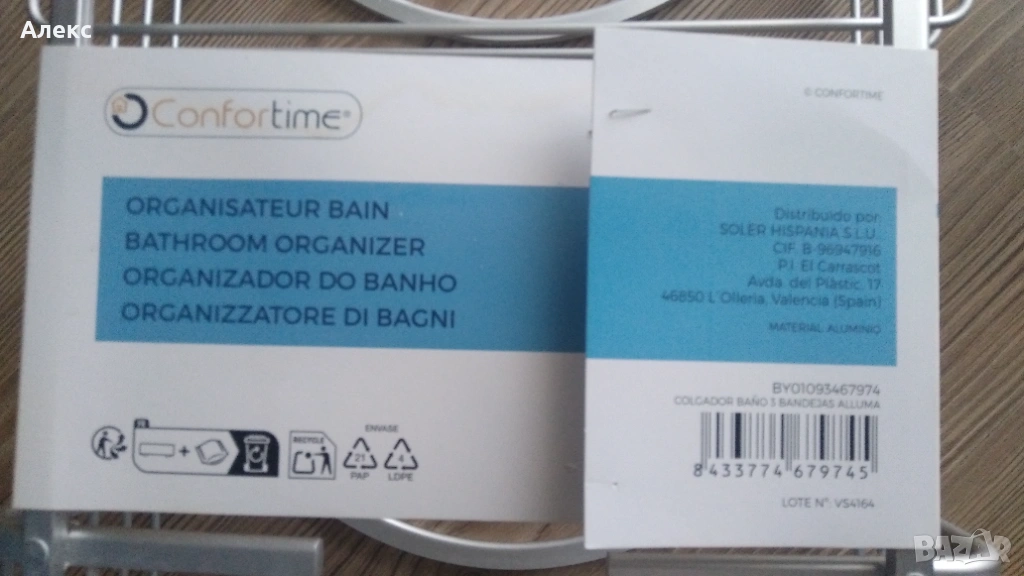 Алекс
Confortime®
ORGANISATEUR BAIN
BATHROOM ORGANIZER
ORGANIZADOR DO BANHO
ORGANIZZATORE DI BAGNI
FR
+
RECYCLE
ENVASE
21
PAP
4
LDPE
© CONFORTIME
Distribuido por:
SOLER HISPANIA S.L.U.
CIF. B-96947916
P.I. El Carrascot
Avda. del Plàstic, 17
46850 L'Olleria, Valencia (Spain)
MATERIAL: ALUMINIO
BY01093467974
COLGADOR BAÑO 3 BANDEJAS ALLUMA
8 433774 679745
LOTE Nº: VS4164
BAZAR